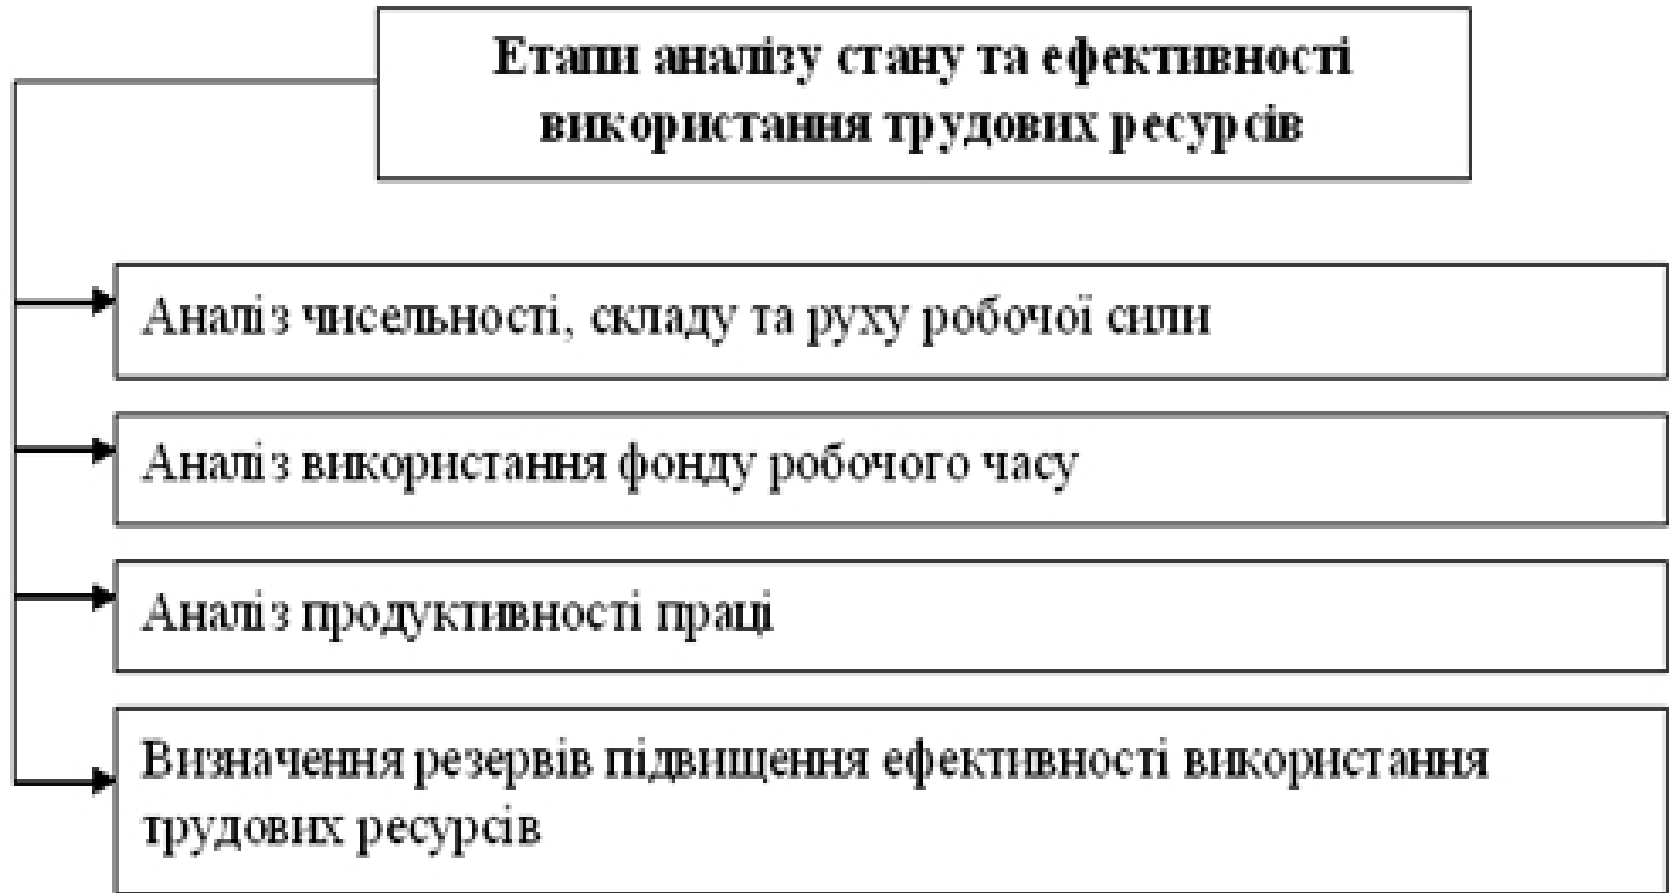 Етапи аналізу стану та ефективності
використання трудових ресурсів
Аналіз чисельності, складу та руху робочої сили
Аналіз використання фонду робочого часу
Аналіз продуктивності праці
Визначення резервів підвищення ефективності використання
трудових ресурсів